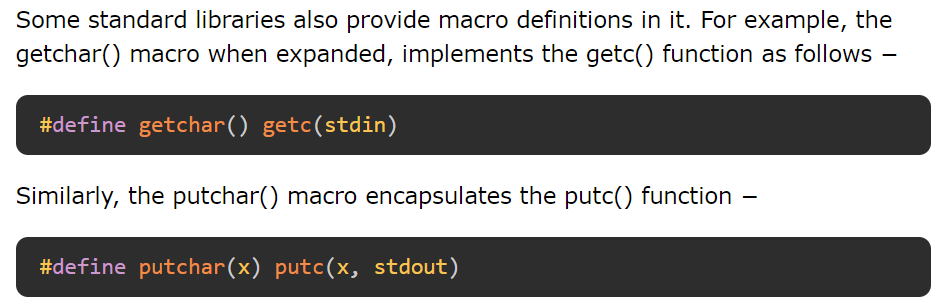 Some standard libraries also provide macro definitions in it. For example, the
getchar() macro when expanded, implements the getc() function as follows −
#define getchar() getc(stdin)
Similarly, the putchar() macro encapsulates the putc() function −
#define putchar(x) putc(x, stdout)